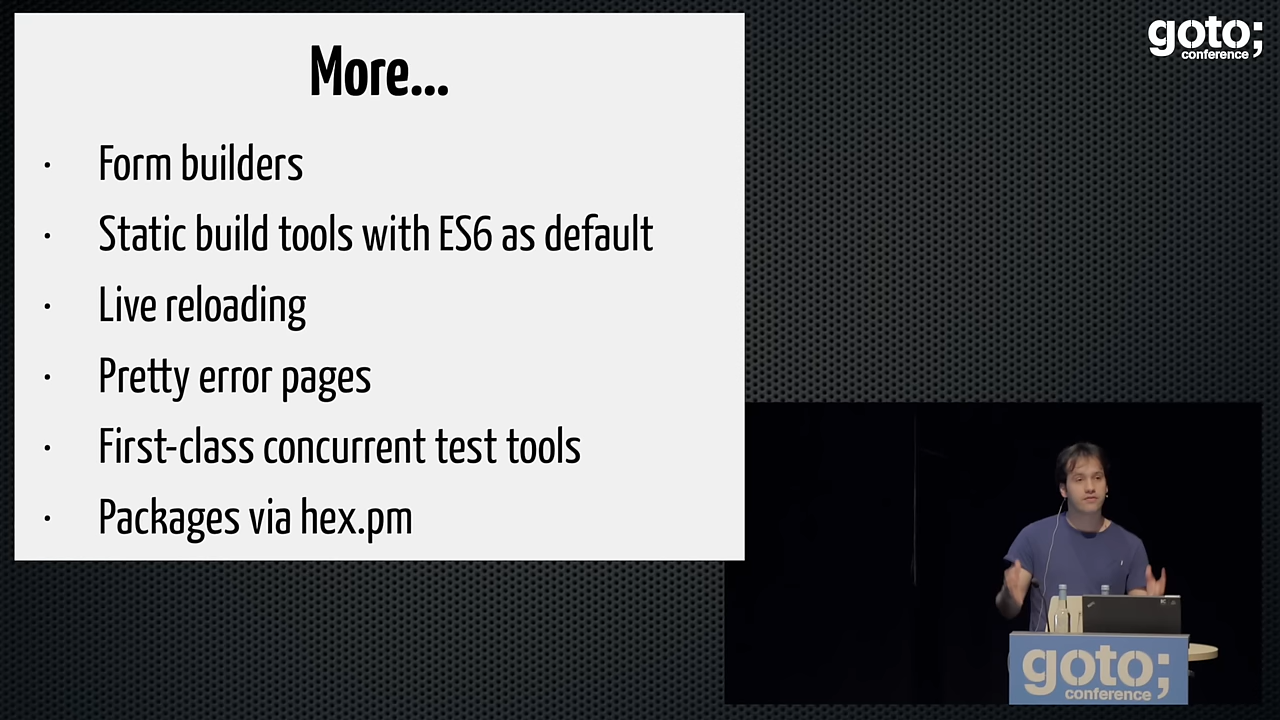 goto;
conference
More...
· Form builders
· Static build tools with ES6 as default
· Live reloading
· Pretty error pages
· First-class concurrent test tools
· Packages via hex.pm
goto;
conference